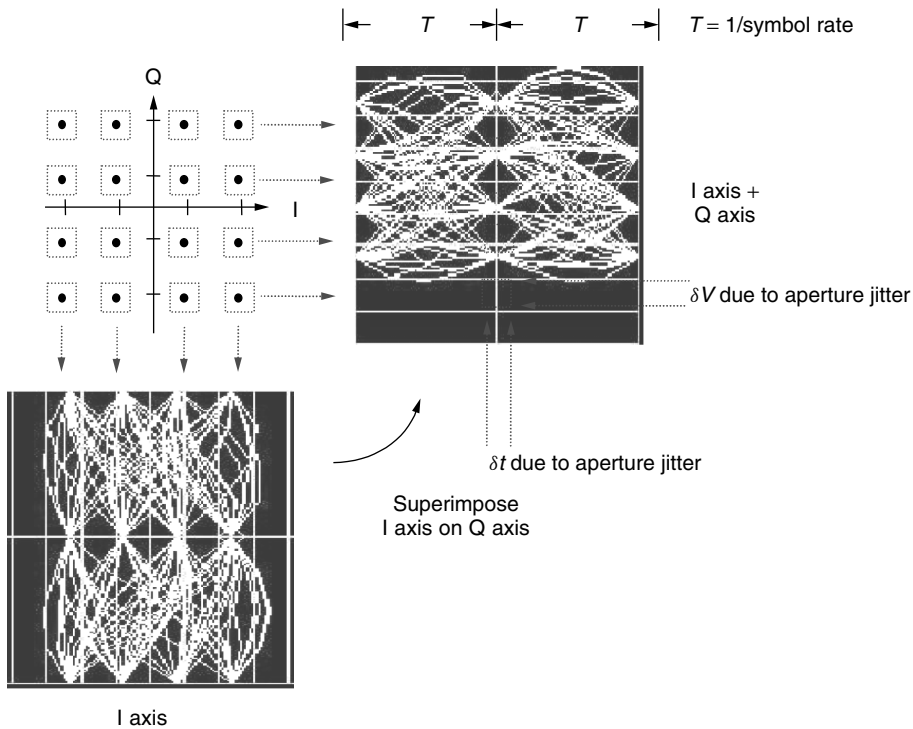 T T T = 1/symbol rate
Q
I
I axis +
Q axis
δV due to aperture jitter
δt due to aperture jitter
Superimpose
I axis on Q axis
I axis